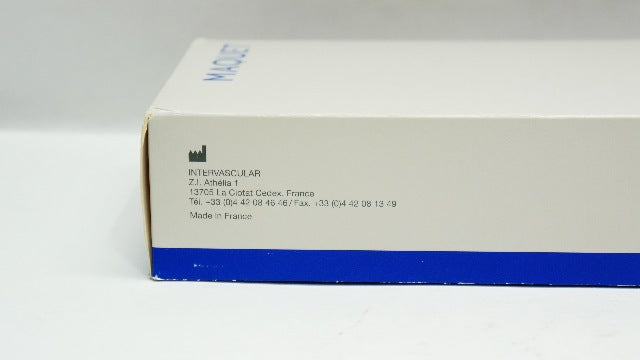 MAQUET
INTERVASCULAR
Z.I. Athélia 1
13705 La Ciotat Cedex, France
Tél. +33 (0)4 42 08 46 46 / Fax. +33 (0)4 42 08 13 49
Made in France